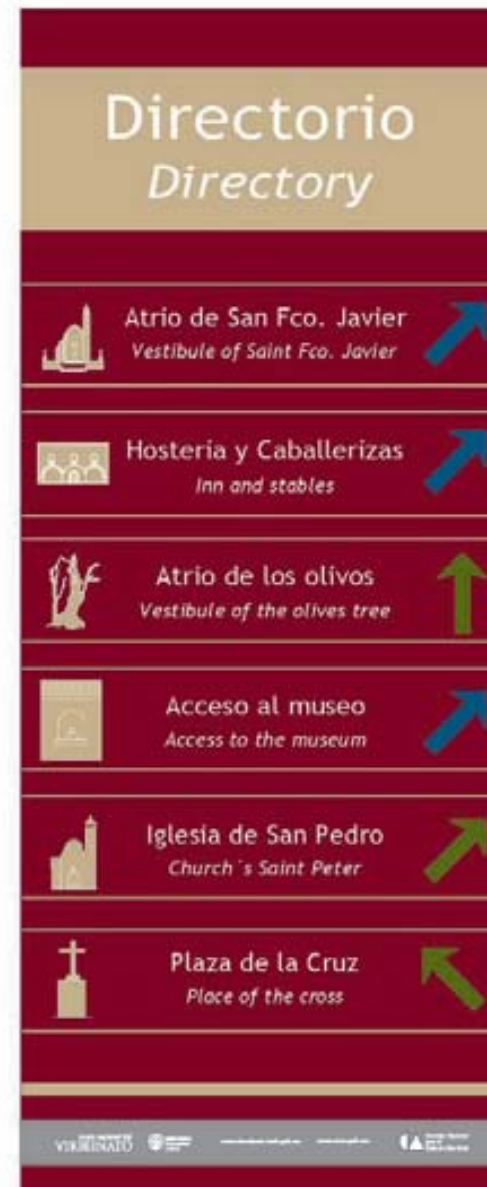 Directorio
Directory
Atrio de San Fco. Javier
Vestibule of Saint Fco. Javier
Hostería y Caballerizas
Inn and stables
Atrio de los olivos
Vestibule of the olives tree
Acceso al museo
Access to the museum
Iglesia de San Pedro
Church´s Saint Peter
Plaza de la Cruz
Place of the cross
VIRREINATO